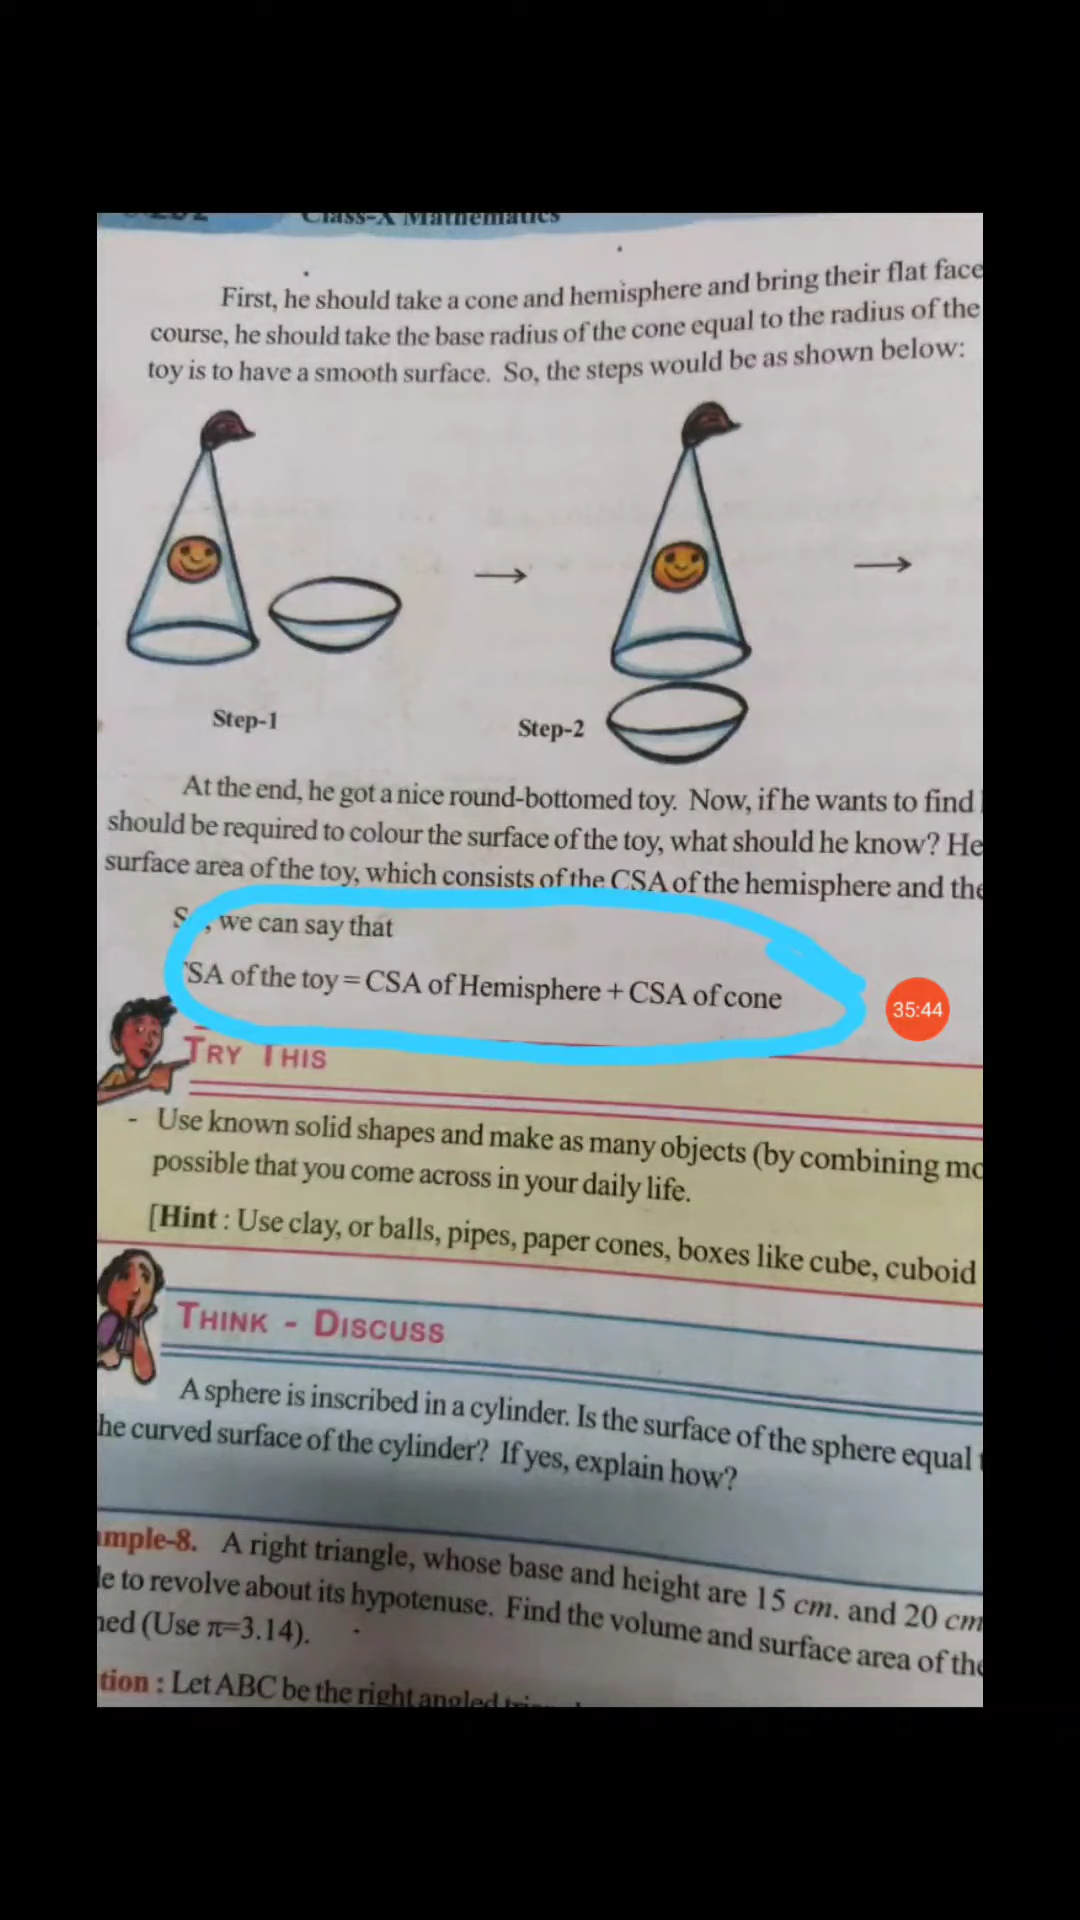 Class-X Mathematics
First, he should take a cone and hemisphere and bring their flat face
course, he should take the base radius of the cone equal to the radius of the
toy is to have a smooth surface. So, the steps would be as shown below:
Step-1
Step-2
At the end, he got a nice round-bottomed toy. Now, if he wants to find
should be required to colour the surface of the toy, what should he know? He
surface area of the toy, which consists of the CSA of the hemisphere and the
, we can say that
SA of the toy = CSA of Hemisphere + CSA of cone
35:44
TRY THIS
- Use known solid shapes and make as many objects (by combining mo
possible that you come across in your daily life.
[Hint : Use clay, or balls, pipes, paper cones, boxes like cube, cuboid
THINK - DISCUSS
A sphere is inscribed in a cylinder. Is the surface of the sphere equal
he curved surface of the cylinder? If yes, explain how?
mple-8. A right triangle, whose base and height are 15 cm. and 20 cm
le to revolve about its hypotenuse. Find the volume and surface area of the
ned (Use π=3.14).
tion : Let ABC be the right angled